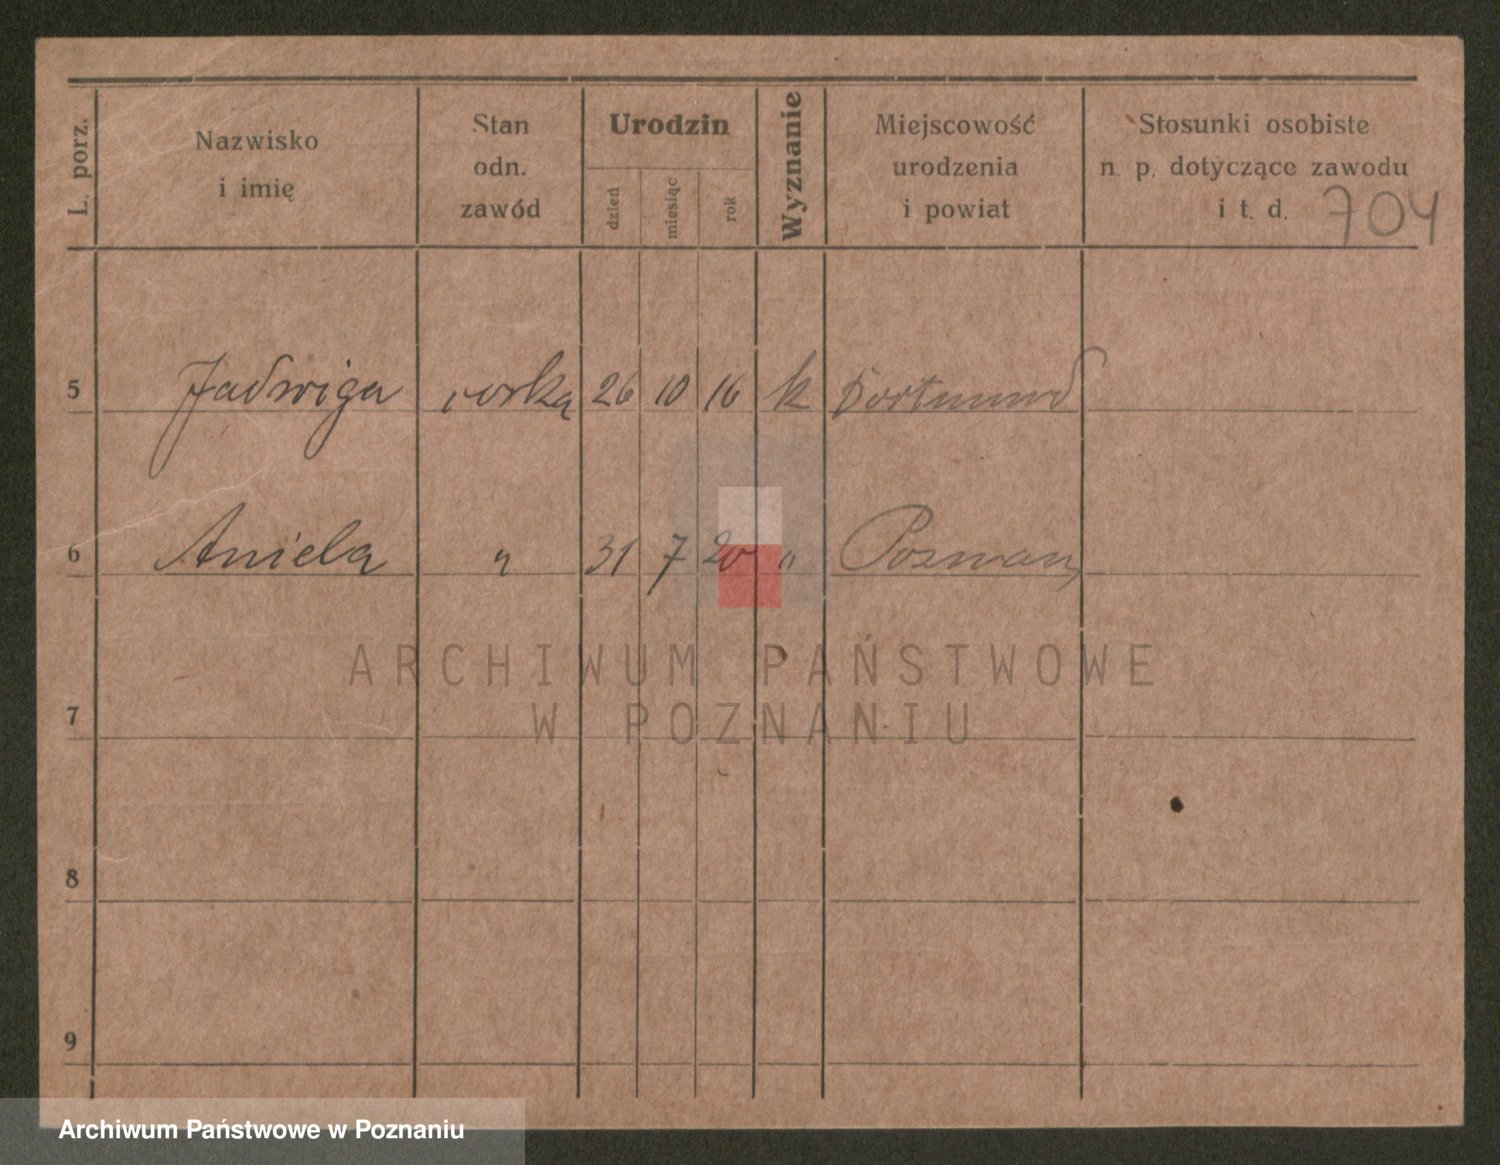 L. porz.
Nazwisko
i imię
Stan
odn.
zawód
Urodzin
dzień
miesiąc
rok
Wyznanie
Miejscowość
urodzenia
i powiat
Stosunki osobiste
n. p. dotyczące zawodu
i t. d.
704
5 Jadwiga corka 26 10 16 k Dortmund
6 Aniela " 31 7 20 " Poznan
ARCHIWUM PAŃSTWOWE
W POZNANIU
7
8
9
Archiwum Państwowe w Poznaniu